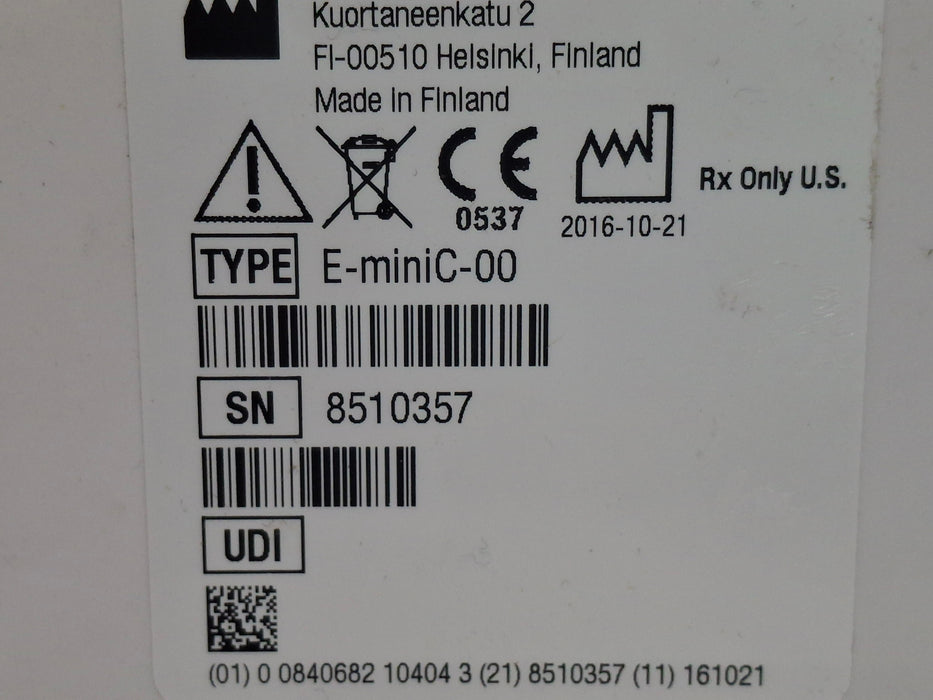 Kuortaneenkatu 2
FI-00510 Helsinki, Finland
Made in Finland
CE
0537
2016-10-21
Rx Only U.S.
TYPE E-miniC-00
SN 8510357
UDI
(01) 0 0840682 10404 3 (21) 8510357 (11) 161021